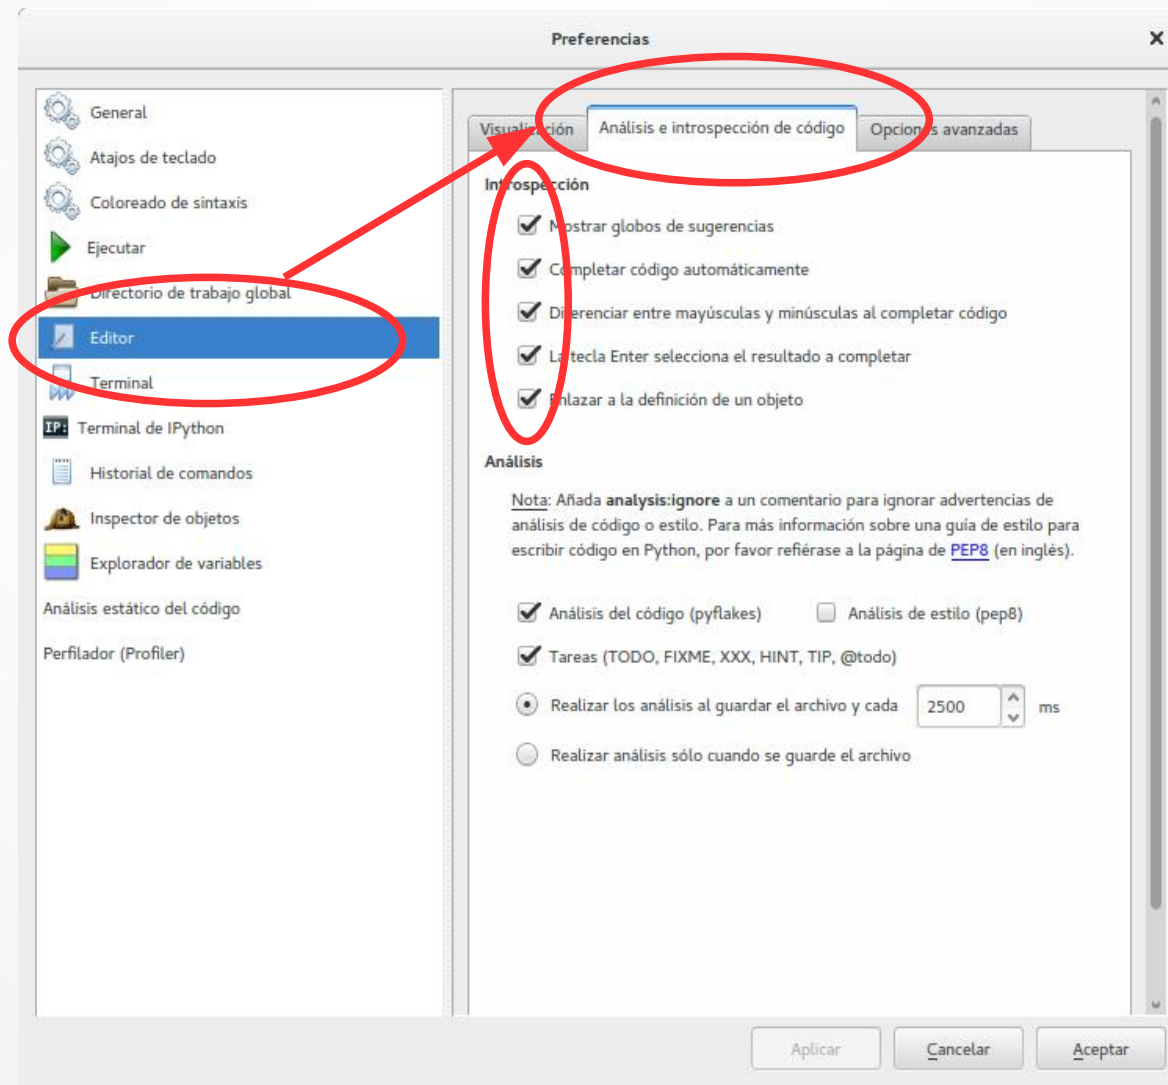 Preferencias
General
Atajos de teclado
Coloreado de sintaxis
Ejecutar
Directorio de trabajo global
Editor
Terminal
IP: Terminal de IPython
Historial de comandos
Inspector de objetos
Explorador de variables
Análisis estático del código
Perfilador (Profiler)
Visualización Análisis e introspección de código Opciones avanzadas
Introspección
Mostrar globos de sugerencias
Completar código automáticamente
Diferenciar entre mayúsculas y minúsculas al completar código
La tecla Enter selecciona el resultado a completar
Enlazar a la definición de un objeto
Análisis
Nota: Añada analysis:ignore a un comentario para ignorar advertencias de
análisis de código o estilo. Para más información sobre una guía de estilo para
escribir código en Python, por favor refiérase a la página de PEP8 (en inglés).
Análisis del código (pyflakes) Análisis de estilo (pep8)
Tareas (TODO, FIXME, XXX, HINT, TIP, @todo)
Realizar los análisis al guardar el archivo y cada 2500 ms
Realizar análisis sólo cuando se guarde el archivo
Aplicar Cancelar Aceptar